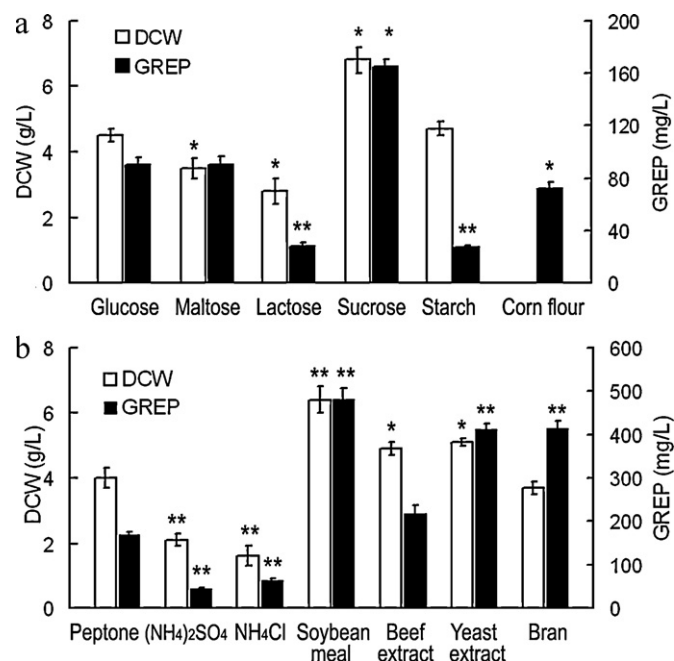 a
DCW
GREP
DCW (g/L)
8
6
4
2
0
GREP (mg/L)
200
160
120
80
40
0
* * * ** * * ** *
Glucose Maltose Lactose Sucrose Starch Corn flour
b
DCW
GREP
DCW (g/L)
8
6
4
2
0
GREP (mg/L)
600
500
400
300
200
100
0
** ** ** ** ** ** * * ** **
Peptone (NH4)2SO4 NH4Cl Soybean meal Beef extract Yeast extract Bran